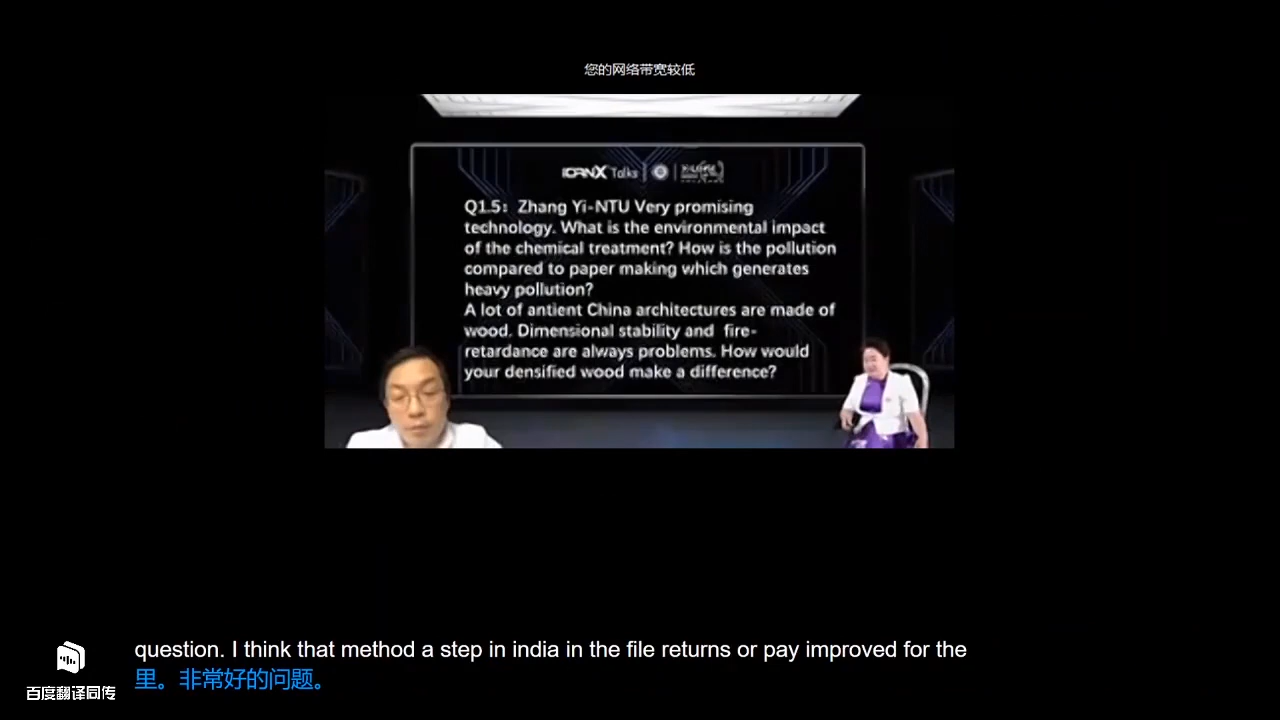 您的网络带宽较低
iCANX Talks
Q1.5: Zhang Yi-NTU Very promising
technology. What is the environmental impact
of the chemical treatment? How is the pollution
compared to paper making which generates
heavy pollution?
A lot of antient China architectures are made of
wood. Dimensional stability and fire-
retardance are always problems. How would
your densified wood make a difference?
question. I think that method a step in india in the file returns or pay improved for the
里。非常好的问题。
百度翻译同传